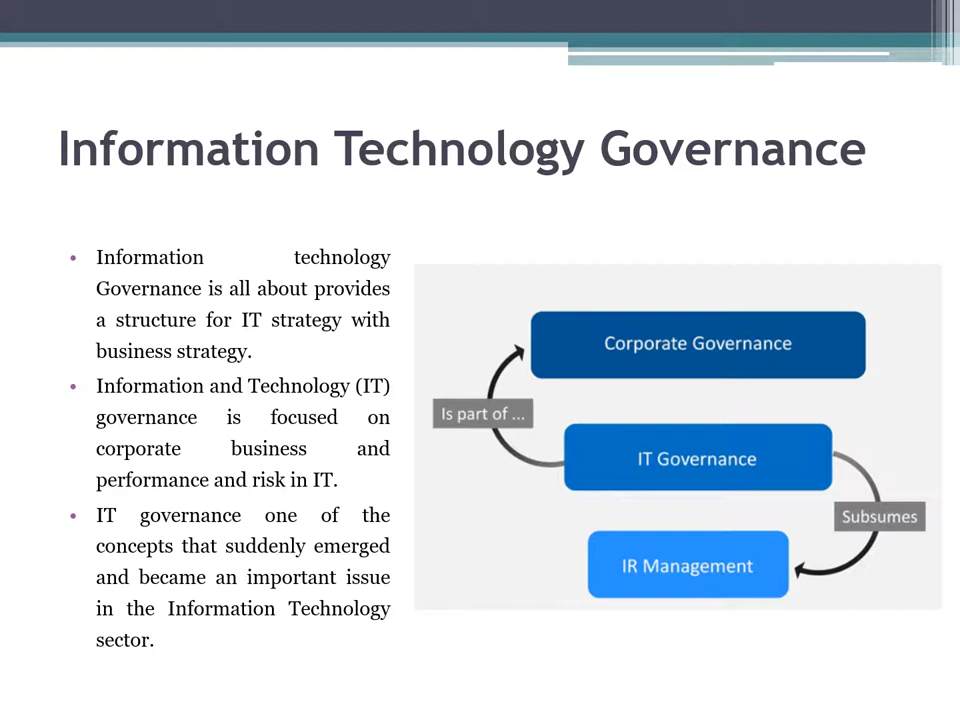 Information Technology Governance
• Information technology
Governance is all about provides
a structure for IT strategy with
business strategy.
• Information and Technology (IT)
governance is focused on
corporate business and
performance and risk in IT.
• IT governance one of the
concepts that suddenly emerged
and became an important issue
in the Information Technology
sector.
Corporate Governance
Is part of ...
IT Governance
Subsumes
IR Management